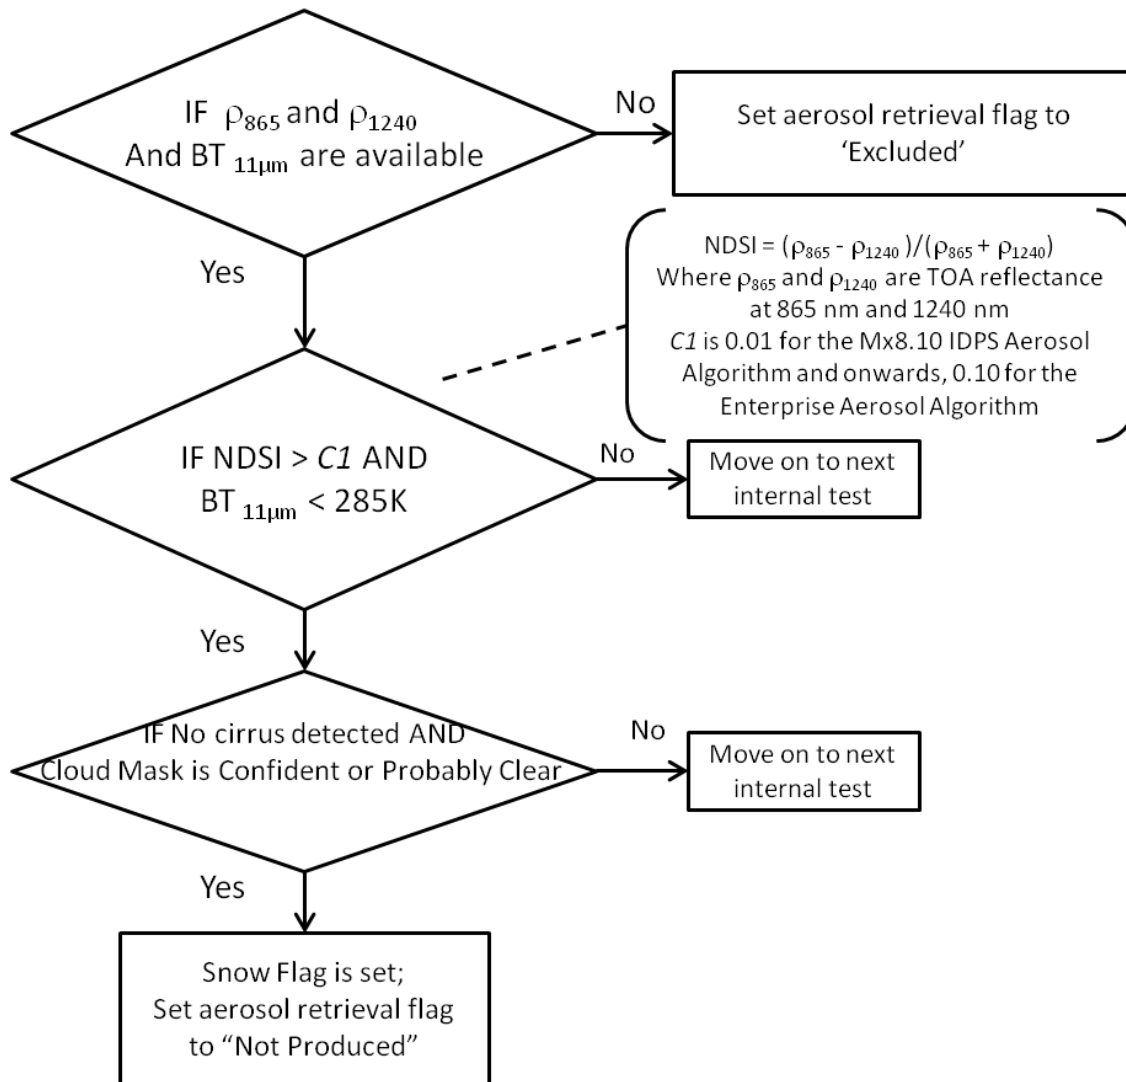 IF ρ865 and ρ1240
And BT 11μm are available
No
Set aerosol retrieval flag to
‘Excluded’
Yes
NDSI = (ρ865 - ρ1240 )/(ρ865 + ρ1240)
Where ρ865 and ρ1240 are TOA reflectance
at 865 nm and 1240 nm
C1 is 0.01 for the Mx8.10 IDPS Aerosol
Algorithm and onwards, 0.10 for the
Enterprise Aerosol Algorithm
IF NDSI > C1 AND
BT 11μm < 285K
No
Move on to next
internal test
Yes
IF No cirrus detected AND
Cloud Mask is Confident or Probably Clear
No
Move on to next
internal test
Yes
Snow Flag is set;
Set aerosol retrieval flag
to “Not Produced”